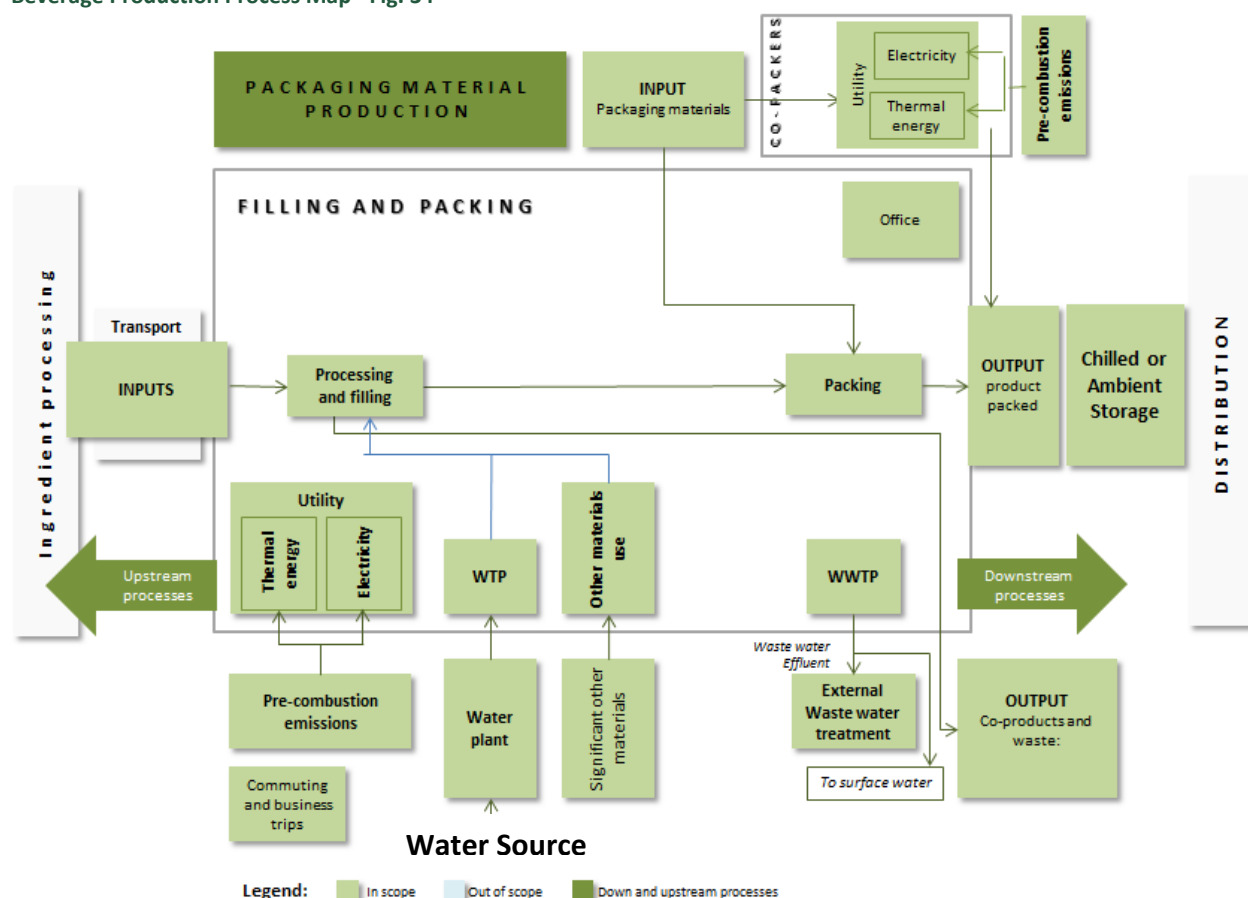 Beverage Production Process Map - Fig. 34
PACKAGING MATERIAL
PRODUCTION
INPUT
Packaging materials
CO-PACKERS
Utility
Electricity
Thermal
energy
Pre-combustion
emissions
FILLING AND PACKING
Office
Ingredient processing
Transport
INPUTS
Processing
and filling
Packing
OUTPUT
product
packed
Chilled or
Ambient
Storage
DISTRIBUTION
Utility
Thermal
energy
Electricity
WTP
Other materials
use
WWTP
Upstream
processes
Downstream
processes
Waste water
Effluent
Pre-combustion
emissions
Water
plant
Significant other
materials
External
Waste water
treatment
OUTPUT
Co-products and
waste:
To surface water
Commuting
and business
trips
Water Source
Legend:
In scope
Out of scope
Down and upstream processes